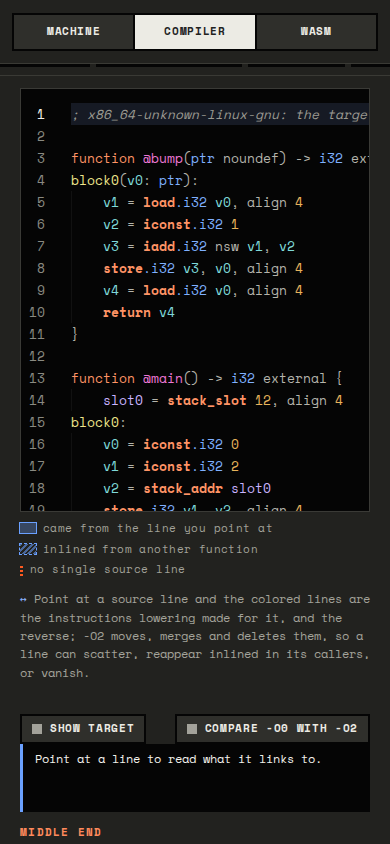 MACHINE COMPILER WASM
1 ; x86_64-unknown-linux-gnu: the targe
2
3 function @bump(ptr noundef) -> i32 ext
4 block0(v0: ptr):
5 v1 = load.i32 v0, align 4
6 v2 = iconst.i32 1
7 v3 = iadd.i32 nsw v1, v2
8 store.i32 v3, v0, align 4
9 v4 = load.i32 v0, align 4
10 return v4
11 }
12
13 function @main() -> i32 external {
14 slot0 = stack_slot 12, align 4
15 block0:
16 v0 = iconst.i32 0
17 v1 = iconst.i32 2
18 v2 = stack_addr slot0
19 store.i32 v1, v2, align 4
came from the line you point at
inlined from another function
no single source line
↔ Point at a source line and the colored lines are
the instructions lowering made for it, and the
reverse; -O2 moves, merges and deletes them, so a
line can scatter, reappear inlined in its callers,
or vanish.
SHOW TARGET COMPARE -O0 WITH -O2
Point at a line to read what it links to.
MIDDLE END